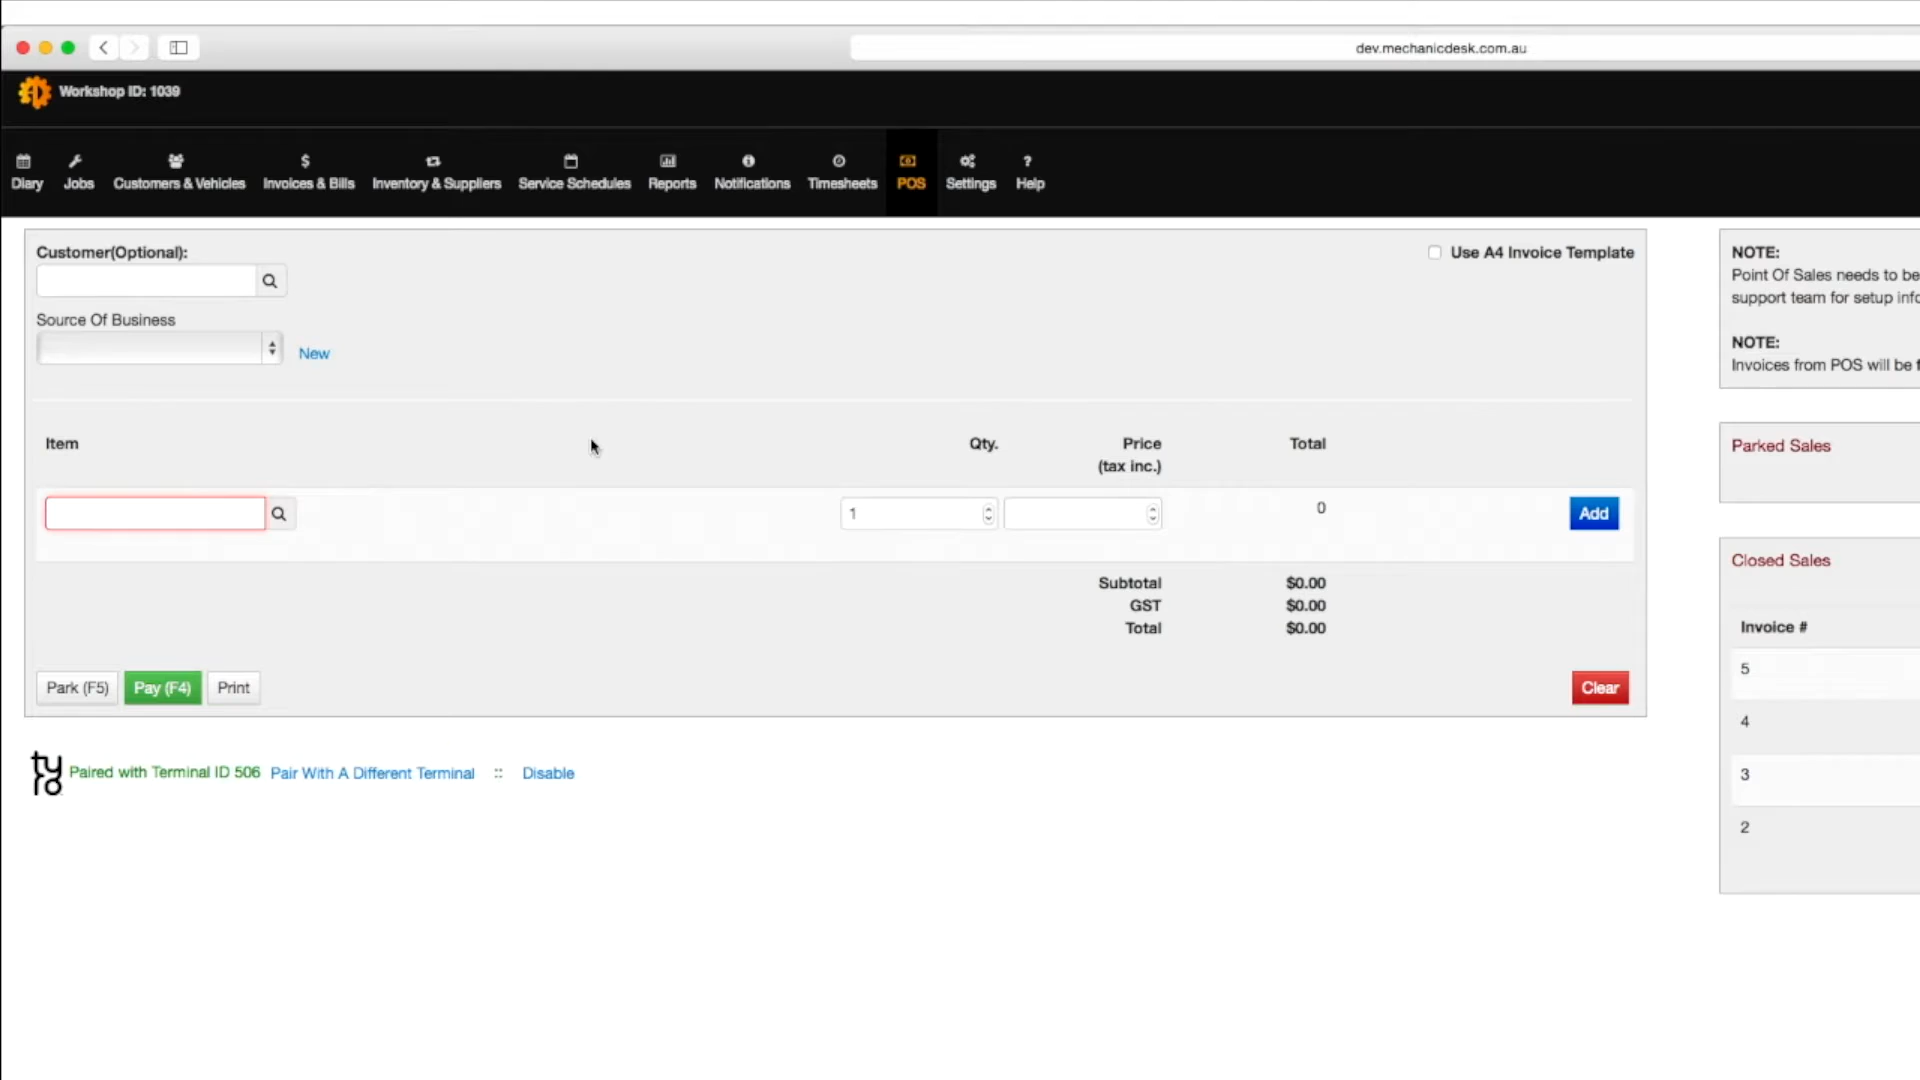 dev.mechanicdesk.com.au
Workshop ID: 1039
Diary
Jobs
Customers & Vehicles
Invoices & Bills
Inventory & Suppliers
Service Schedules
Reports
Notifications
Timesheets
POS
Settings
Help
Customer(Optional):
Use A4 Invoice Template
Source Of Business
New
Item Qty. Price Total
(tax inc.)
1 0 Add
Subtotal $0.00
GST $0.00
Total $0.00
Park (F5) Pay (F4) Print Clear
tyro Paired with Terminal ID 506 Pair With A Different Terminal :: Disable
NOTE:
Point Of Sales needs to be
support team for setup
NOTE:
Invoices from POS will be
Parked Sales
Closed Sales
Invoice #
5
4
3
2